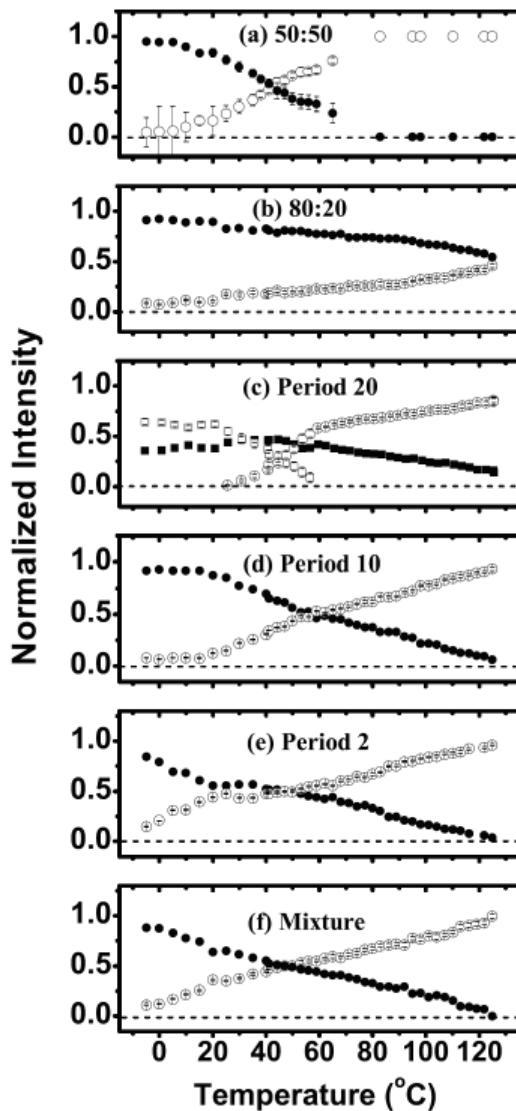 Normalized Intensity
(a) 50:50
1.0
0.5
0.0
(b) 80:20
1.0
0.5
0.0
(c) Period 20
1.0
0.5
0.0
(d) Period 10
1.0
0.5
0.0
(e) Period 2
1.0
0.5
0.0
(f) Mixture
1.0
0.5
0.0
0 20 40 60 80 100 120
Temperature (°C)